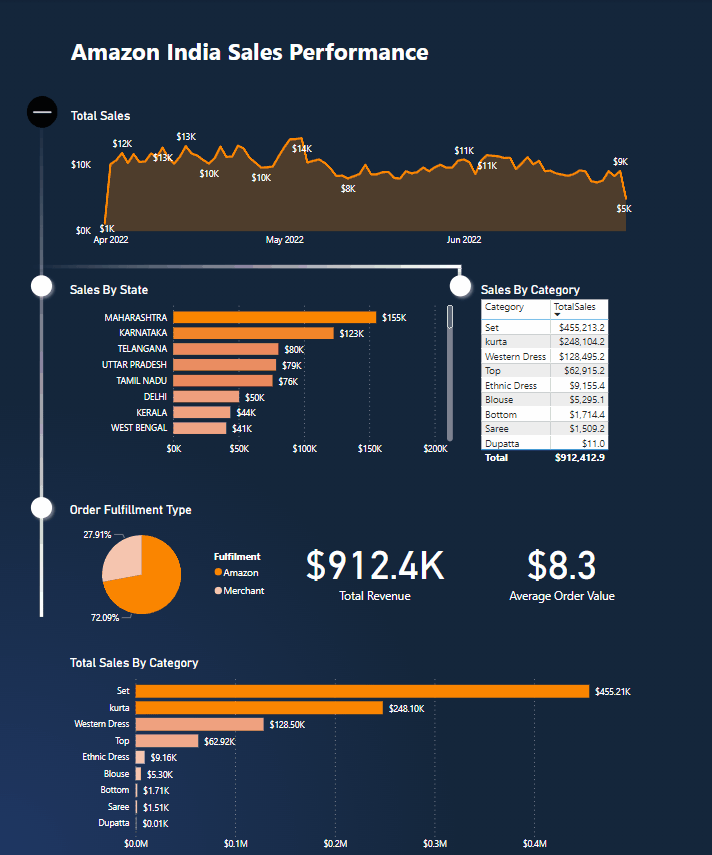 Amazon India Sales Performance
Total Sales
$10K
$0K
$1K
$12K
$13K
$13K
$10K
$10K
$14K
$8K
$11K
$11K
$9K
$5K
Apr 2022
May 2022
Jun 2022
Sales By State
MAHARASHTRA $155K
KARNATAKA $123K
TELANGANA $80K
UTTAR PRADESH $79K
TAMIL NADU $76K
DELHI $50K
KERALA $44K
WEST BENGAL $41K
$0K $50K $100K $150K $200K
Sales By Category
Category TotalSales
Set $455,213.2
kurta $248,104.2
Western Dress $128,495.2
Top $62,915.2
Ethnic Dress $9,155.4
Blouse $5,295.1
Bottom $1,714.4
Saree $1,509.2
Dupatta $11.0
Total $912,412.9
Order Fulfillment Type
27.91%
72.09%
Fulfilment
Amazon
Merchant
$912.4K
Total Revenue
$8.3
Average Order Value
Total Sales By Category
Set $455.21K
kurta $248.10K
Western Dress $128.50K
Top $62.92K
Ethnic Dress $9.16K
Blouse $5.30K
Bottom $1.71K
Saree $1.51K
Dupatta $0.01K
$0.0M $0.1M $0.2M $0.3M $0.4M